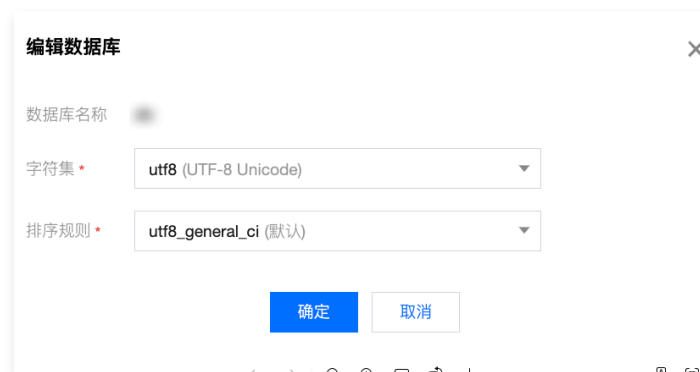 编辑数据库
数据库名称
字符集 * utf8 (UTF-8 Unicode)
排序规则 * utf8_general_ci (默认)
确定 取消